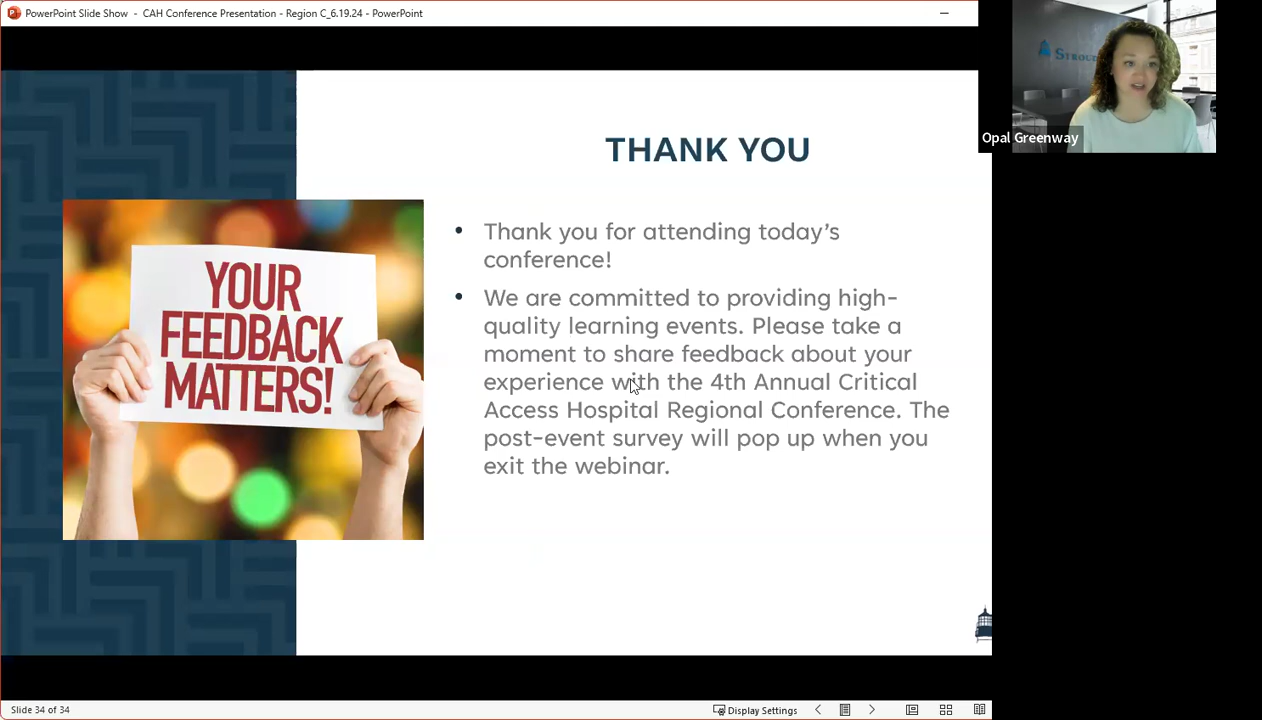 PowerPoint Slide Show - CAH Conference Presentation - Region C_6.19.24 - PowerPoint
Opal Greenway
THANK YOU
YOUR
FEEDBACK
MATTERS!
• Thank you for attending today’s
conference!
• We are committed to providing high-
quality learning events. Please take a
moment to share feedback about your
experience with the 4th Annual Critical
Access Hospital Regional Conference. The
post-event survey will pop up when you
exit the webinar.
Slide 34 of 34
Display Settings